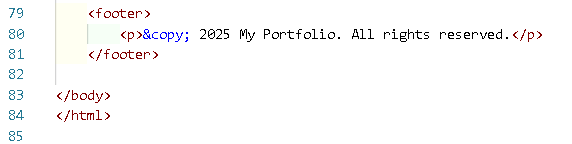 79 <footer>
80 <p>&copy; 2025 My Portfolio. All rights reserved.</p>
81 </footer>
82
83 </body>
84 </html>
85